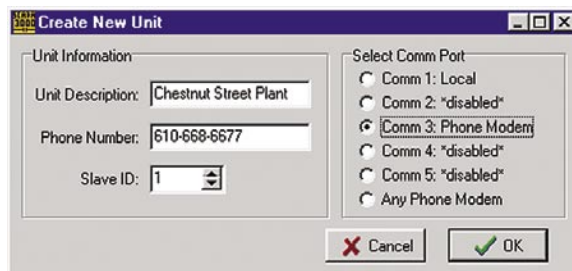 Create New Unit
Unit Information
Unit Description: Chestnut Street Plant
Phone Number: 610-668-6677
Slave ID: 1
Select Comm Port
Comm 1: Local
Comm 2: *disabled*
Comm 3: Phone Modem
Comm 4: *disabled*
Comm 5: *disabled*
Any Phone Modem
Cancel
OK